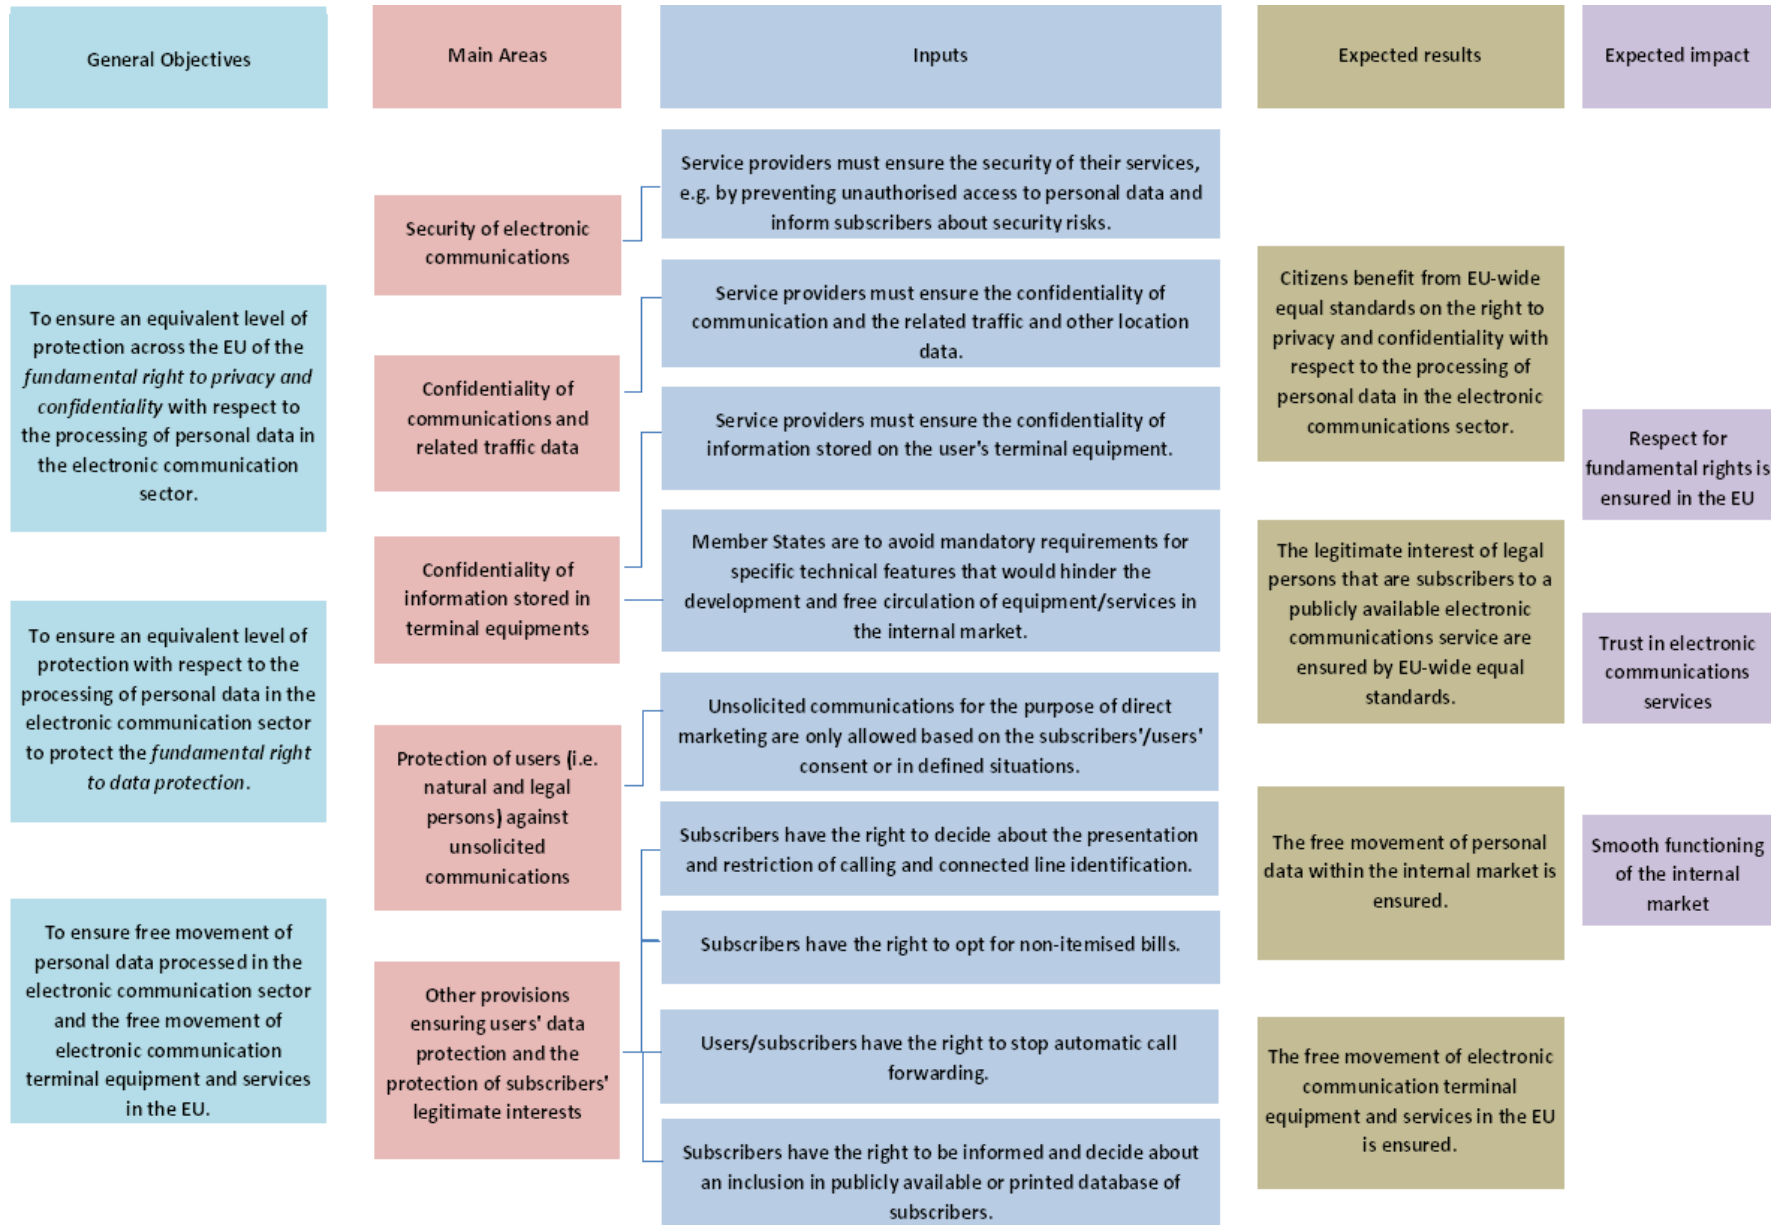 General Objectives
Main Areas
Inputs
Expected results
Expected impact
To ensure an equivalent level of
protection across the EU of the
fundamental right to privacy and
confidentiality with respect to
the processing of personal data in
the electronic communication
sector.
To ensure an equivalent level of
protection with respect to the
processing of personal data in the
electronic communication sector
to protect the fundamental right
to data protection.
To ensure free movement of
personal data processed in the
electronic communication sector
and the free movement of
electronic communication
terminal equipment and services
in the EU.
Security of electronic
communications
Confidentiality of
communications and
related traffic data
Confidentiality of
information stored in
terminal equipments
Protection of users (i.e.
natural and legal
persons) against
unsolicited
communications
Other provisions
ensuring users' data
protection and the
protection of subscribers'
legitimate interests
Service providers must ensure the security of their services,
e.g. by preventing unauthorised access to personal data and
inform subscribers about security risks.
Service providers must ensure the confidentiality of
communication and the related traffic and other location
data.
Service providers must ensure the confidentiality of
information stored on the user's terminal equipment.
Member States are to avoid mandatory requirements for
specific technical features that would hinder the
development and free circulation of equipment/services in
the internal market.
Unsolicited communications for the purpose of direct
marketing are only allowed based on the subscribers'/users'
consent or in defined situations.
Subscribers have the right to decide about the presentation
and restriction of calling and connected line identification.
Subscribers have the right to opt for non-itemised bills.
Users/subscribers have the right to stop automatic call
forwarding.
Subscribers have the right to be informed and decide about
an inclusion in publicly available or printed database of
subscribers.
Citizens benefit from EU-wide
equal standards on the right to
privacy and confidentiality with
respect to the processing of
personal data in the electronic
communications sector.
The legitimate interest of legal
persons that are subscribers to a
publicly available electronic
communications service are
ensured by EU-wide equal
standards.
The free movement of personal
data within the internal market is
ensured.
The free movement of electronic
communication terminal
equipment and services in the EU
is ensured.
Respect for
fundamental rights is
ensured in the EU
Trust in electronic
communications
services
Smooth functioning
of the internal
market